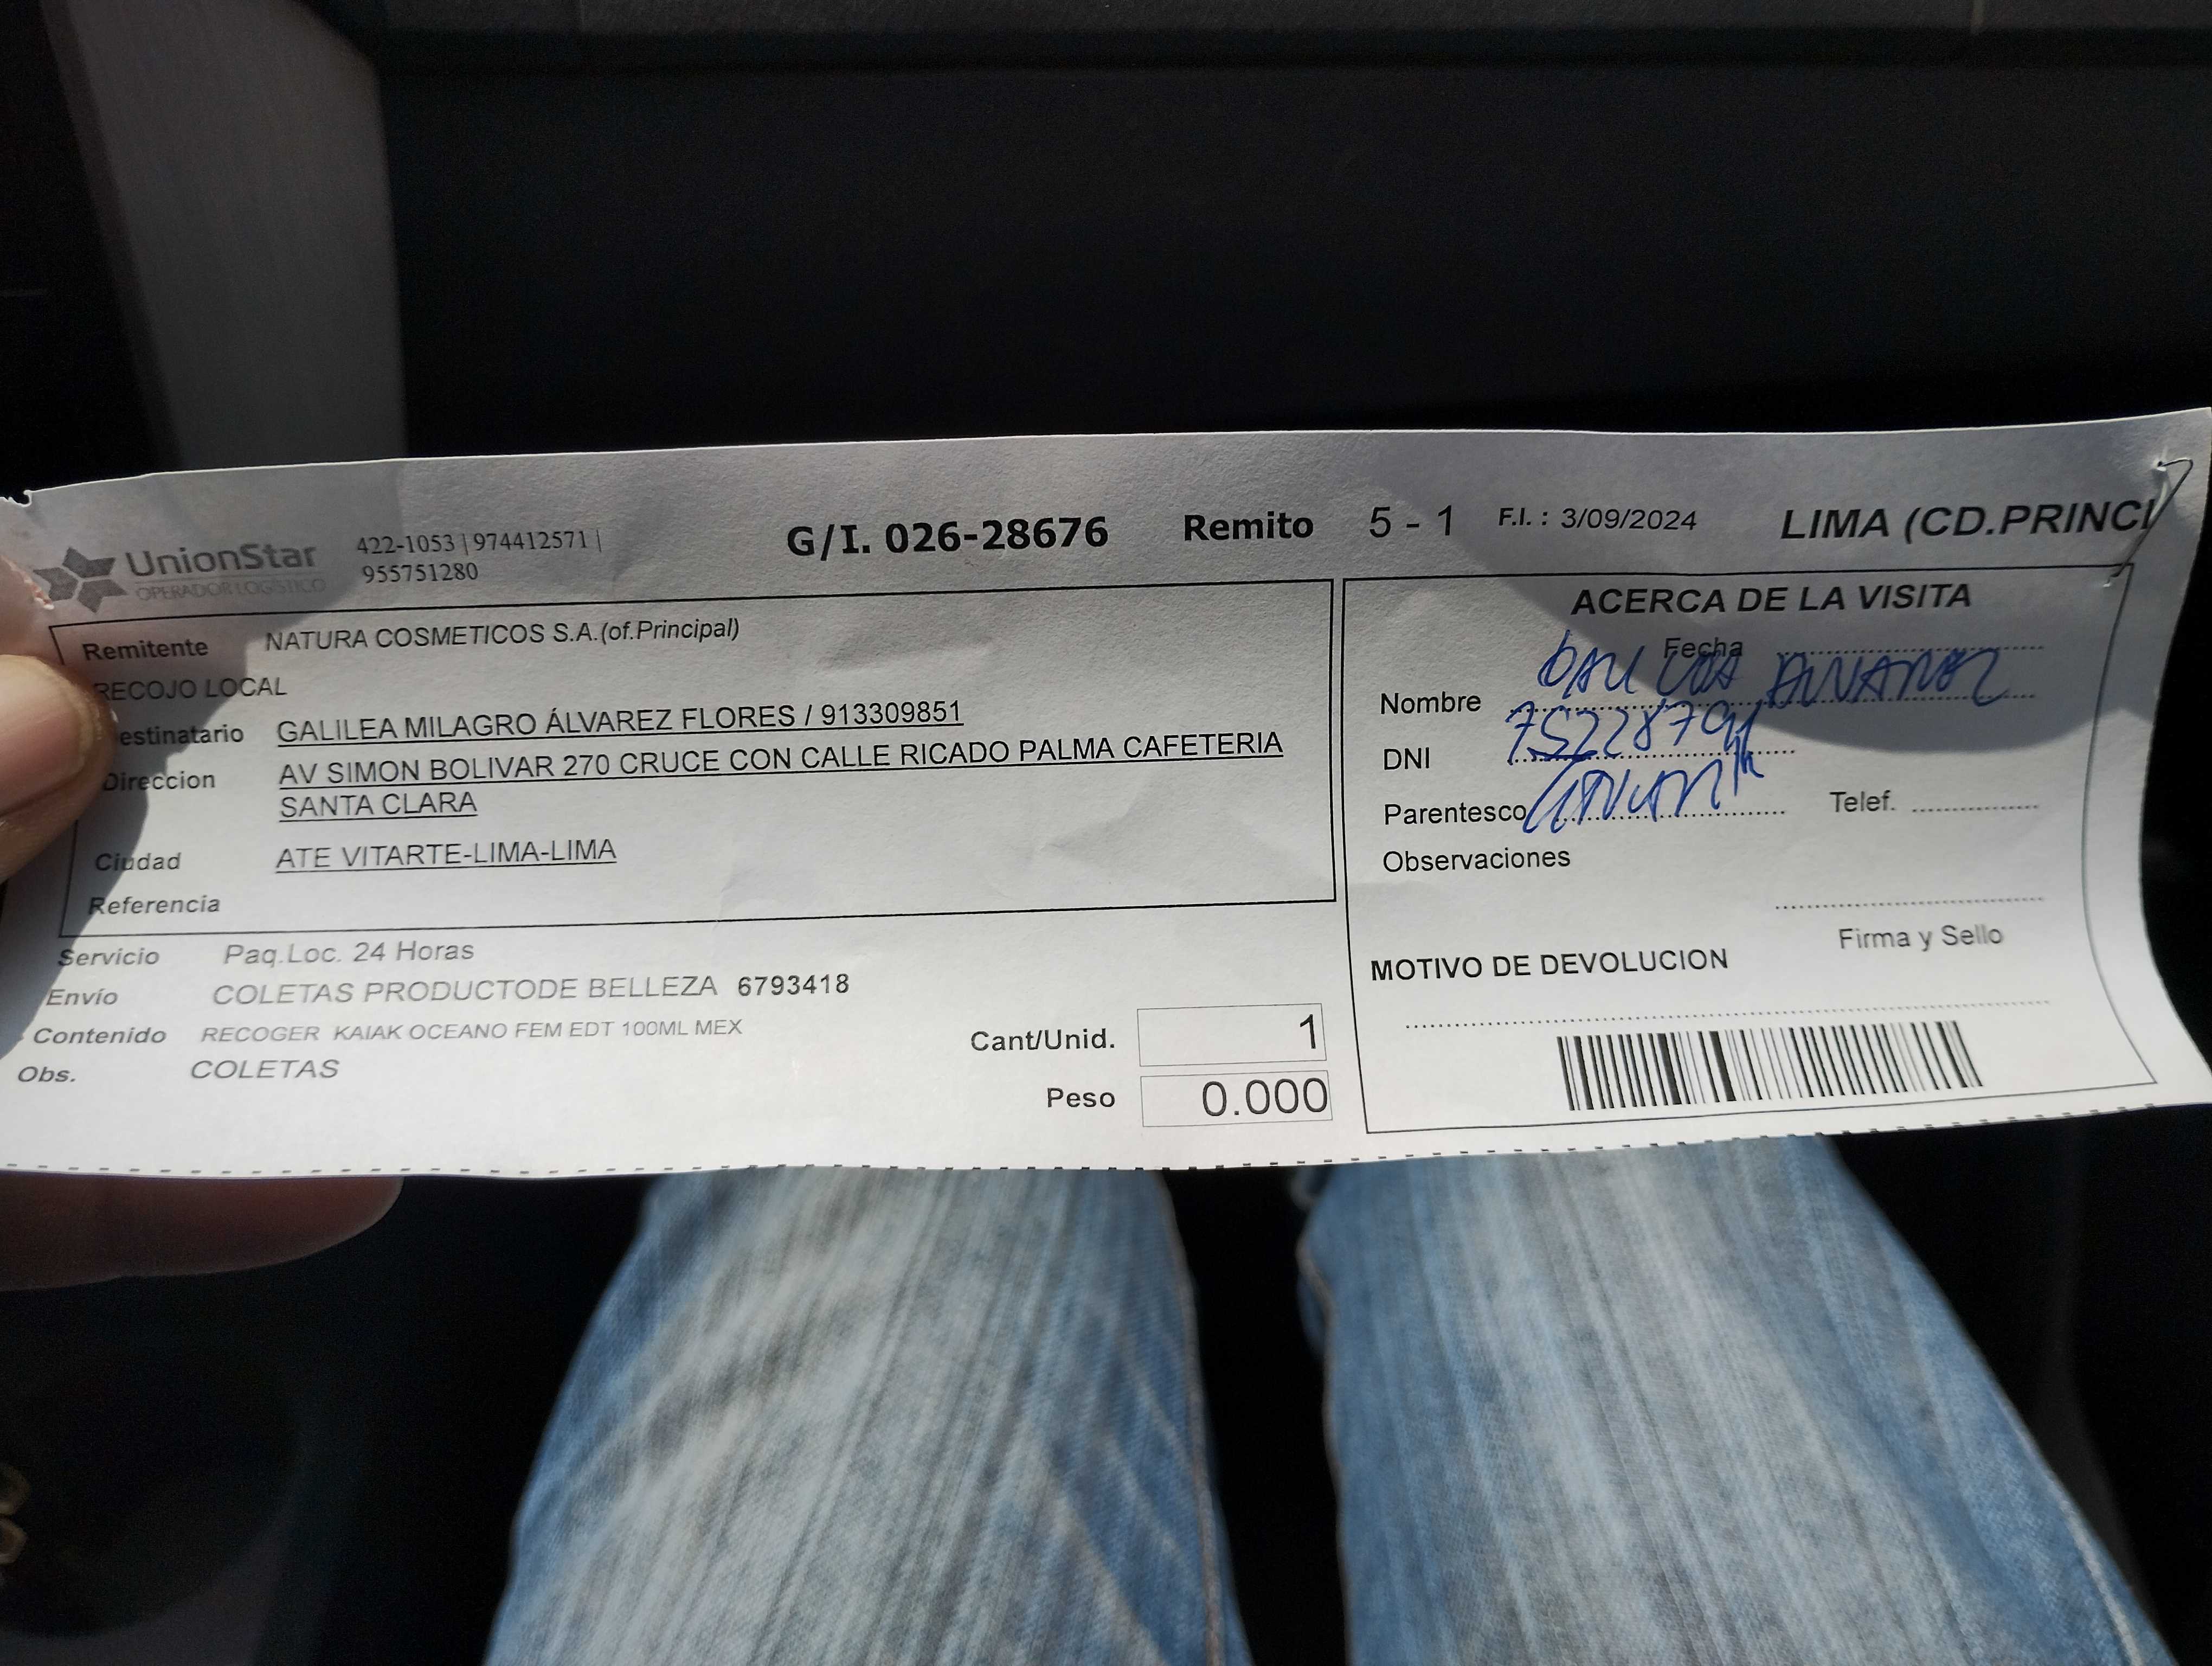 UnionStar
OPERADOR LOGISTICO
422-1053 | 974412571 |
955751280
G/I. 026-28676 Remito 5 - 1 F.I. : 3/09/2024 LIMA (CD.PRINCI
Remitente NATURA COSMETICOS S.A.(of.Principal)
RECOJO LOCAL
estinatario GALILEA MILAGRO ÁLVAREZ FLORES / 913309851
Direccion AV SIMON BOLIVAR 270 CRUCE CON CALLE RICADO PALMA CAFETERIA
SANTA CLARA
Ciudad ATE VITARTE-LIMA-LIMA
Referencia
Servicio Paq.Loc. 24 Horas
Envío COLETAS PRODUCTODE BELLEZA 6793418
Contenido RECOGER KAIAK OCEANO FEM EDT 100ML MEX
Obs. COLETAS
Cant/Unid. 1
Peso 0.000
ACERCA DE LA VISITA
Fecha
Nombre
DNI
Parentesco Telef.
Observaciones
Firma y Sello
MOTIVO DE DEVOLUCION